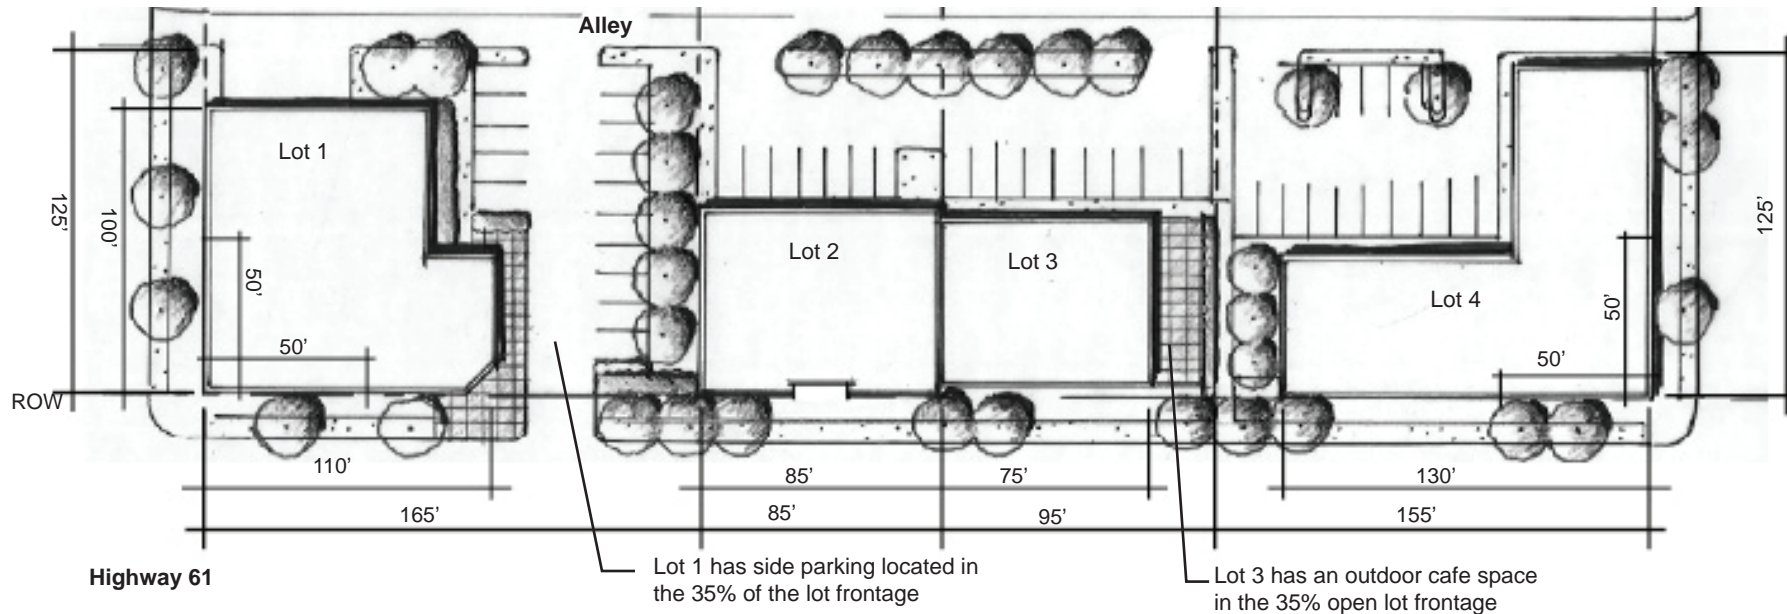 Alley
Lot 1
Lot 2
Lot 3
Lot 4
125’
100’
50’
50’
50’
50’
125’
ROW
110’
85’
75’
130’
165’
85’
95’
155’
Highway 61
Lot 1 has side parking located in
the 35% of the lot frontage
Lot 3 has an outdoor cafe space
in the 35% open lot frontage